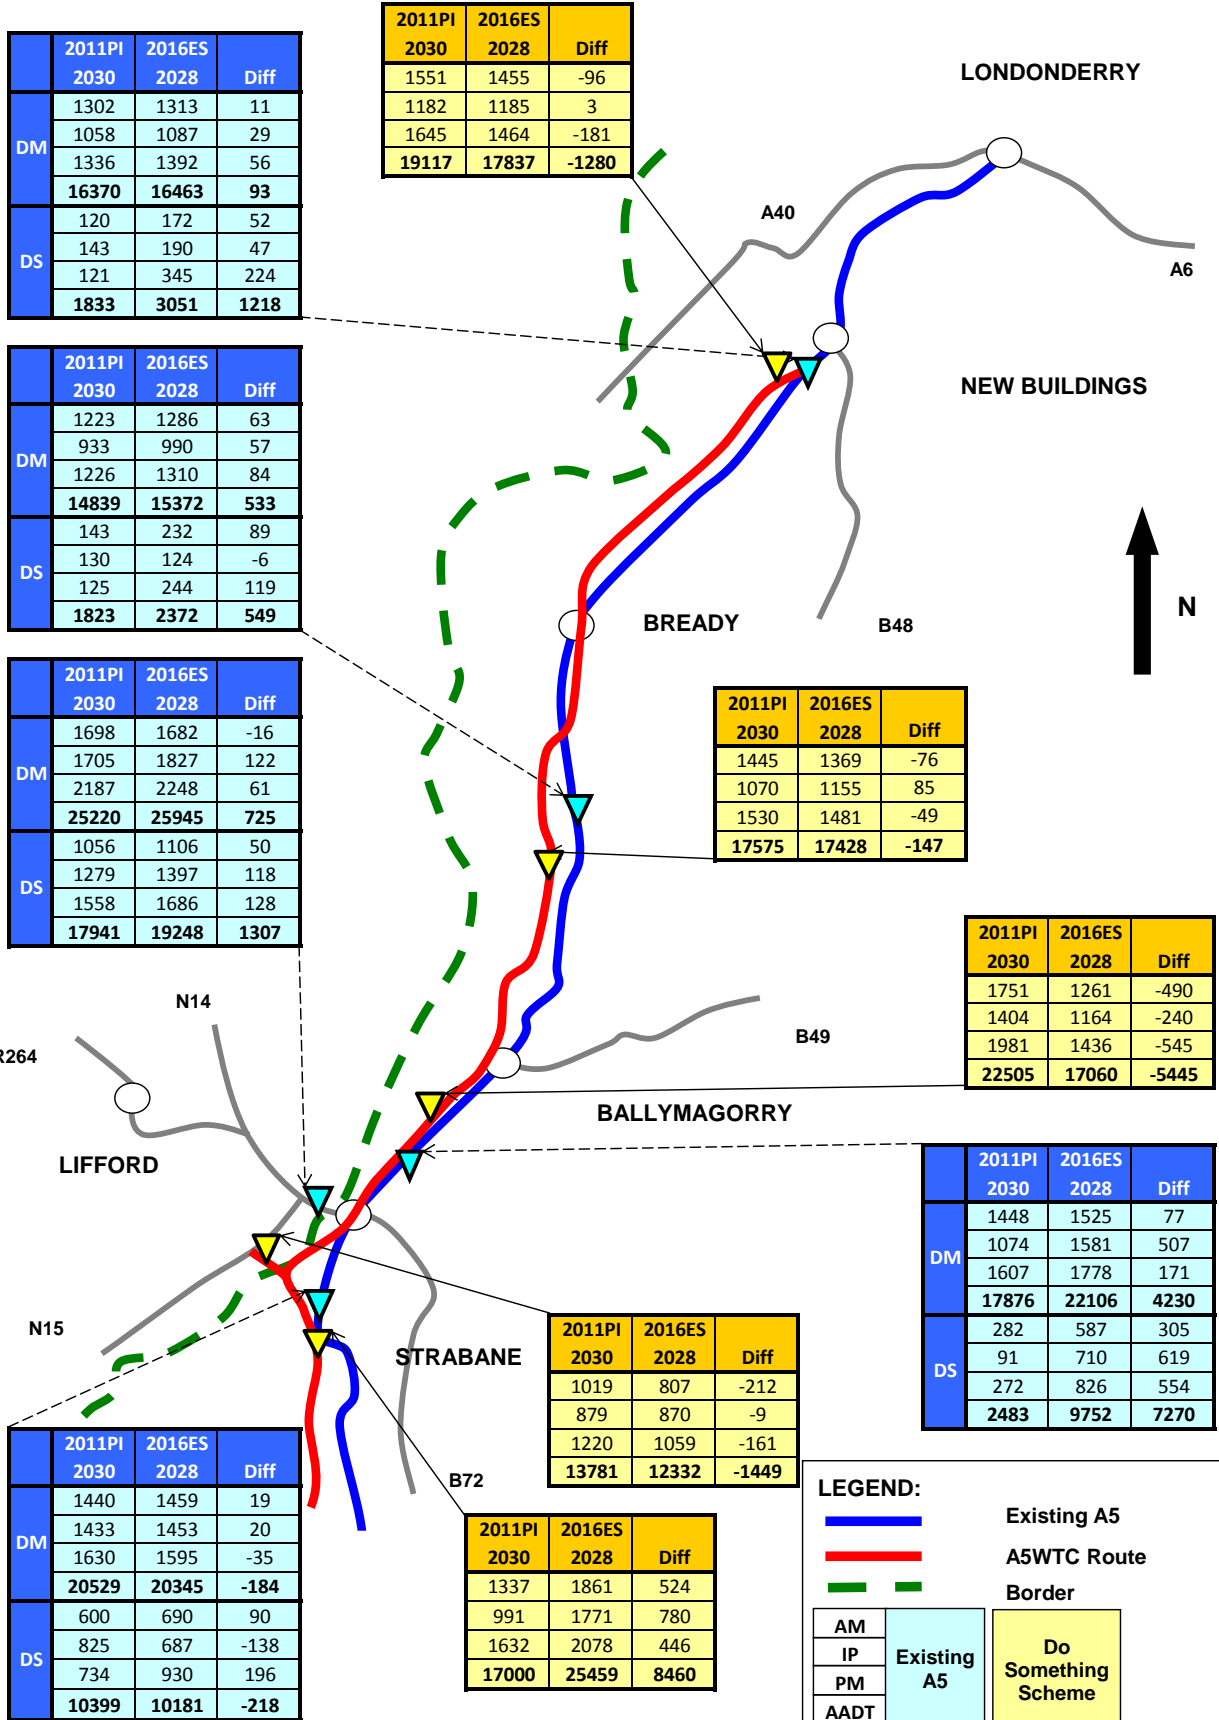 2011PI 2016ES
2030 2028 Diff
1551 1455 -96
1182 1185 3
1645 1464 -181
19117 17837 -1280
2011PI 2016ES
2030 2028 Diff
DM
1302 1313 11
1058 1087 29
1336 1392 56
16370 16463 93
DS
120 172 52
143 190 47
121 345 224
1833 3051 1218
LONDONDERRY
A40
A6
NEW BUILDINGS
2011PI 2016ES
2030 2028 Diff
DM
1223 1286 63
933 990 57
1226 1310 84
14839 15372 533
DS
143 232 89
130 124 -6
125 244 119
1823 2372 549
BREADY
B48
N
2011PI 2016ES
2030 2028 Diff
DM
1698 1682 -16
1705 1827 122
2187 2248 61
25220 25945 725
DS
1056 1106 50
1279 1397 118
1558 1686 128
17941 19248 1307
2011PI 2016ES
2030 2028 Diff
1445 1369 -76
1070 1155 85
1530 1481 -49
17575 17428 -147
2011PI 2016ES
2030 2028 Diff
1751 1261 -490
1404 1164 -240
1981 1436 -545
22505 17060 -5445
N14
R264
B49
BALLYMAGORRY
LIFFORD
2011PI 2016ES
2030 2028 Diff
DM
1448 1525 77
1074 1581 507
1607 1778 171
17876 22106 4230
DS
282 587 305
91 710 619
272 826 554
2483 9752 7270
N15
STRABANE
2011PI 2016ES
2030 2028 Diff
1019 807 -212
879 870 -9
1220 1059 -161
13781 12332 -1449
B72
2011PI 2016ES
2030 2028 Diff
DM
1440 1459 19
1433 1453 20
1630 1595 -35
20529 20345 -184
DS
600 690 90
825 687 -138
734 930 196
10399 10181 -218
2011PI 2016ES
2030 2028 Diff
1337 1861 524
991 1771 780
1632 2078 446
17000 25459 8460
LEGEND:
Existing A5
A5WTC Route
Border
AM
IP
PM
AADT
Existing
A5
Do
Something
Scheme